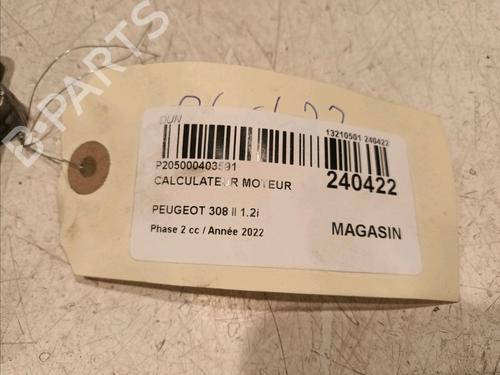 B-PARTS
DUN
13210501 240422
P205000403591
CALCULATEUR MOTEUR
240422
PEUGEOT 308 II 1.2i
Phase 2 cc / Année 2022
MAGASIN